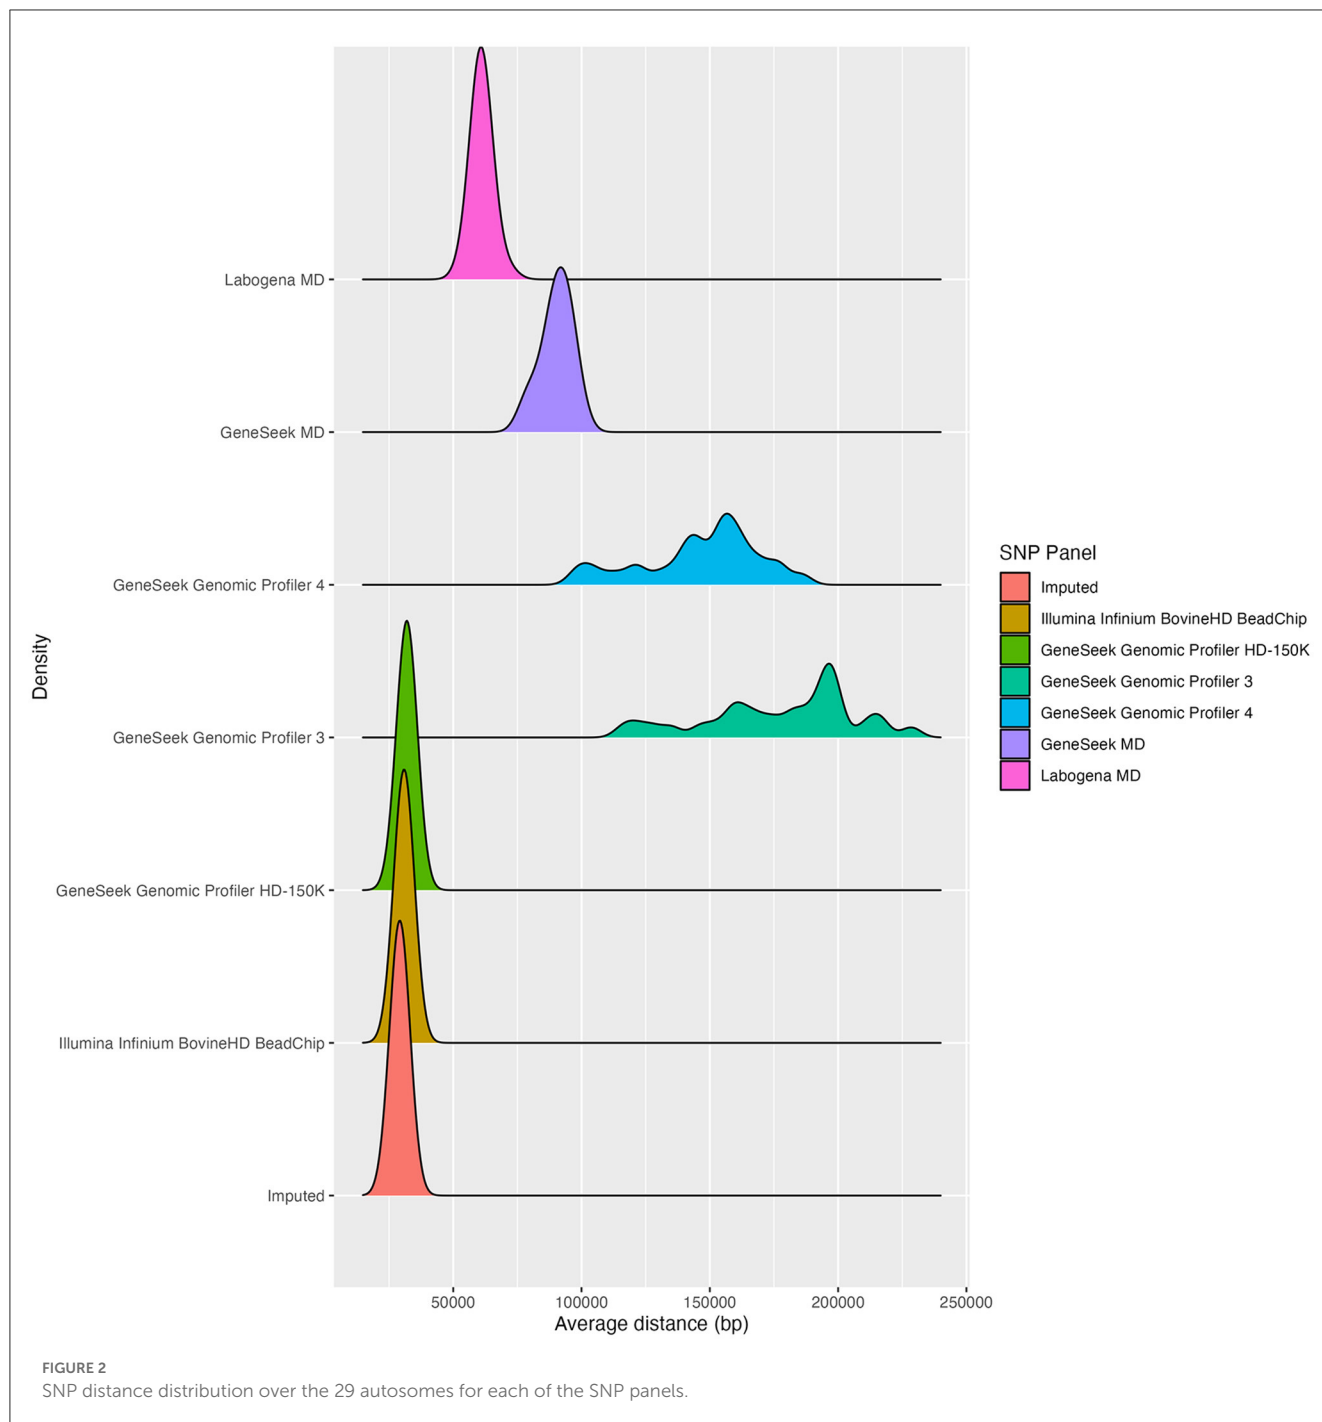 Labogena MD
GeneSeek MD
GeneSeek Genomic Profiler 4
GeneSeek Genomic Profiler 3
GeneSeek Genomic Profiler HD-150K
Illumina Infinium BovineHD BeadChip
Imputed
Density
50000 100000 150000 200000 250000
Average distance (bp)
SNP Panel
Imputed
Illumina Infinium BovineHD BeadChip
GeneSeek Genomic Profiler HD-150K
GeneSeek Genomic Profiler 3
GeneSeek Genomic Profiler 4
GeneSeek MD
Labogena MD
FIGURE 2
SNP distance distribution over the 29 autosomes for each of the SNP panels.